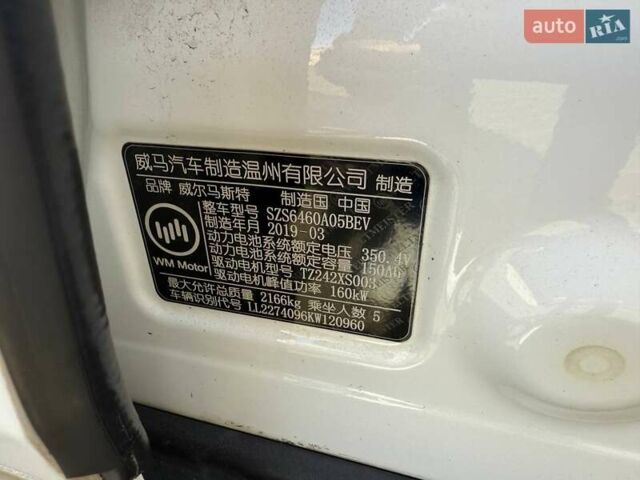 auto RIA.com
威马汽车制造温州有限公司 制造
品牌 威尔马斯特 制造国 中国
整车型号 SZS6460A05BEV
制造年月 2019-03
动力电池系统额定电压 350.4V
动力电池系统额定容量 150Ah
驱动电机型号 TZ242XS003
驱动电机峰值功率 160kW
最大允许总质量 2166kg 乘坐人数 5
车辆识别代号 LL2274096KW120960
WM Motor